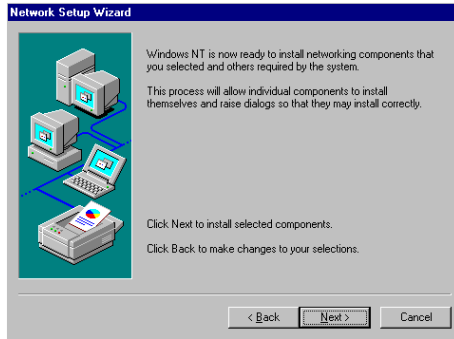 Network Setup Wizard
Windows NT is now ready to install networking components that
you selected and others required by the system.
This process will allow individual components to install
themselves and raise dialogs so that they may install correctly.
Click Next to install selected components.
Click Back to make changes to your selections.
< Back Next > Cancel